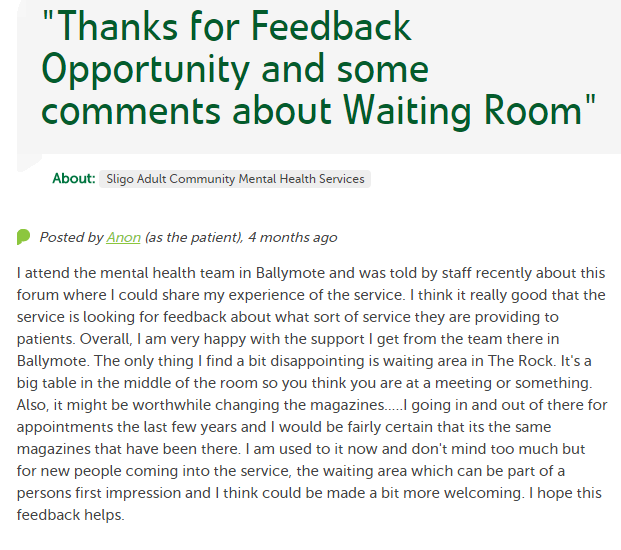 "Thanks for Feedback
Opportunity and some
comments about Waiting Room"
About: Sligo Adult Community Mental Health Services
Posted by Anon (as the patient), 4 months ago
I attend the mental health team in Ballymote and was told by staff recently about this
forum where I could share my experience of the service. I think it really good that the
service is looking for feedback about what sort of service they are providing to
patients. Overall, I am very happy with the support I get from the team there in
Ballymote. The only thing I find a bit disappointing is waiting area in The Rock. It's a
big table in the middle of the room so you think you are at a meeting or something.
Also, it might be worthwhile changing the magazines.....I going in and out of there for
appointments the last few years and I would be fairly certain that its the same
magazines that have been there. I am used to it now and don't mind too much but
for new people coming into the service, the waiting area which can be part of a
persons first impression and I think could be made a bit more welcoming. I hope this
feedback helps.